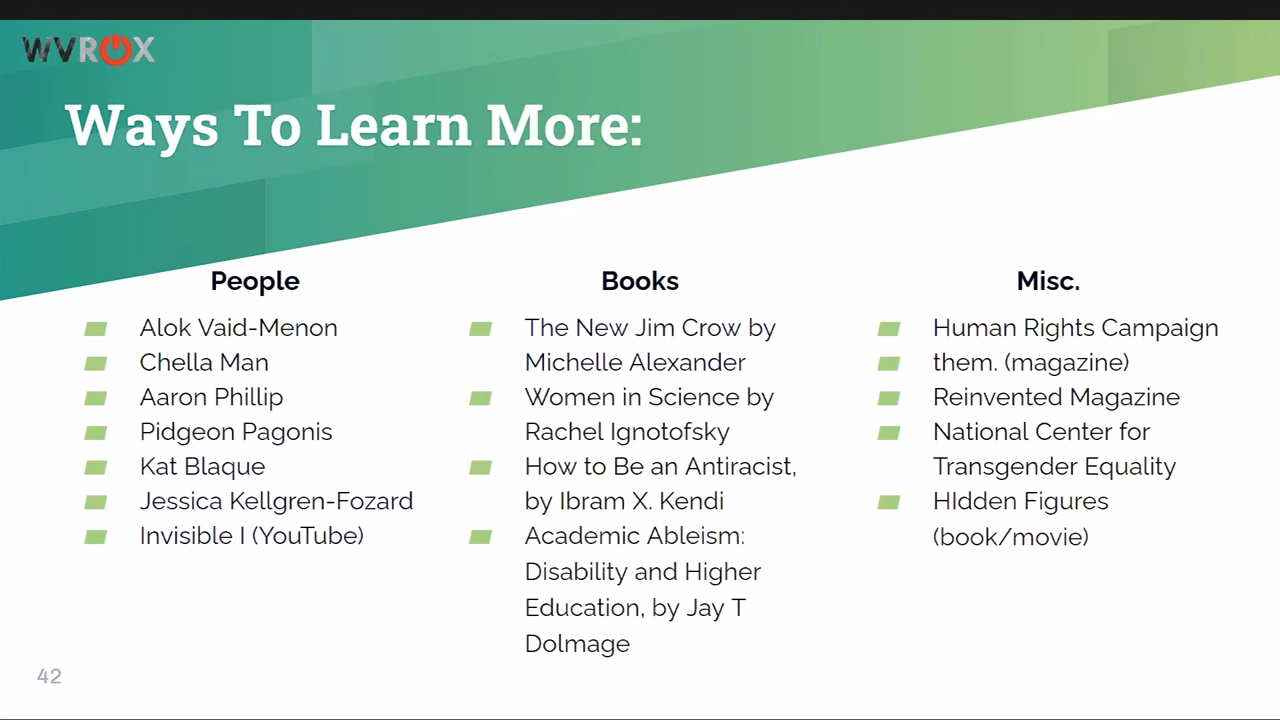 WVROX
Ways To Learn More:
People
Alok Vaid-Menon
Chella Man
Aaron Phillip
Pidgeon Pagonis
Kat Blaque
Jessica Kellgren-Fozard
Invisible I (YouTube)
Books
The New Jim Crow by
Michelle Alexander
Women in Science by
Rachel Ignotofsky
How to Be an Antiracist,
by Ibram X. Kendi
Academic Ableism:
Disability and Higher
Education, by Jay T
Dolmage
Misc.
Human Rights Campaign
them. (magazine)
Reinvented Magazine
National Center for
Transgender Equality
HIdden Figures
(book/movie)
42